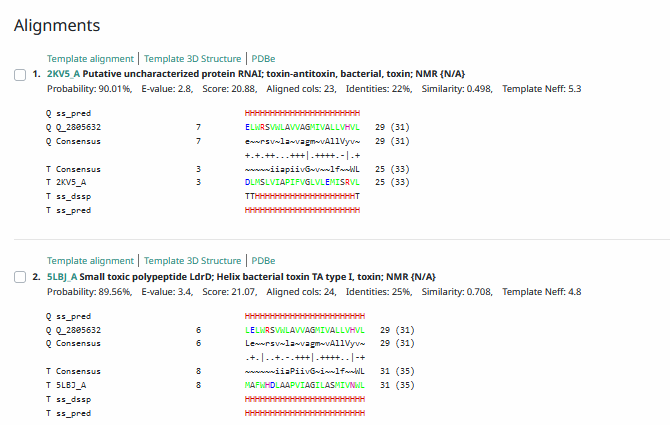 Alignments
Template alignment | Template 3D Structure | PDBe
1. 2KV5_A Putative uncharacterized protein RNAI; toxin-antitoxin, bacterial, toxin; NMR {N/A}
Probability: 90.01%, E-value: 2.8, Score: 20.88, Aligned cols: 23, Identities: 22%, Similarity: 0.498, Template Neff: 5.3
Q ss_pred HHHHHHHHHHHHHHHHHHHHHHH
Q Q_2805632 7 ELWRSVWLAVVAGMIVALLVHVL 29 (31)
Q Consensus 7 e~~rsv~la~vagm~vAllVyv~ 29 (31)
+.+.++...+++|.++++.-|.+
T Consensus 3 ~~~~~iiapiivG~v~~lf~~WL 25 (33)
T 2KV5_A 3 DLMSLVIAPIFVGLVLEMISRVL 25 (33)
T ss_dssp TTHHHHHHHHHHHHHHHHHHHHT
T ss_pred HHHHHHHHHHHHHHHHHHHHHHH
Template alignment | Template 3D Structure | PDBe
2. 5LBJ_A Small toxic polypeptide LdrD; Helix bacterial toxin TA type I, toxin; NMR {N/A}
Probability: 89.56%, E-value: 3.4, Score: 21.07, Aligned cols: 24, Identities: 25%, Similarity: 0.708, Template Neff: 4.8
Q ss_pred HHHHHHHHHHHHHHHHHHHHHHHH
Q Q_2805632 6 LELWRSVWLAVVAGMIVALLVHVL 29 (31)
Q Consensus 6 Le~~rsv~la~vagm~vAllVyv~ 29 (31)
.+.|..+.-.+++|.++++..|-+
T Consensus 8 ~~~~~~~iiaPiivG~i~~lf~~WL 31 (35)
T 5LBJ_A 8 MAFWHDLAAPVIAGILASMIVNWL 31 (35)
T ss_dssp HHHHHHHHHHHHHHHHHHHHHHHH
T ss_pred HHHHHHHHHHHHHHHHHHHHHHHH